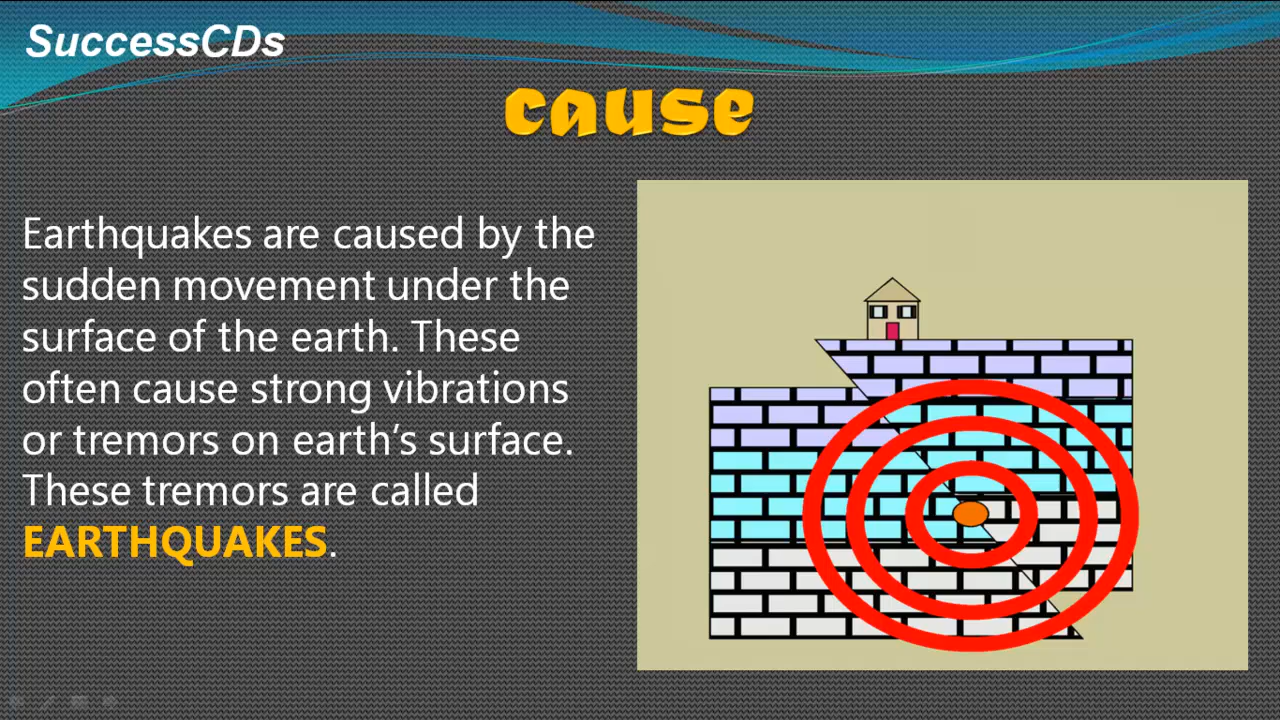 SuccessCDs
cause
Earthquakes are caused by the
sudden movement under the
surface of the earth. These
often cause strong vibrations
or tremors on earth’s surface.
These tremors are called
EARTHQUAKES.